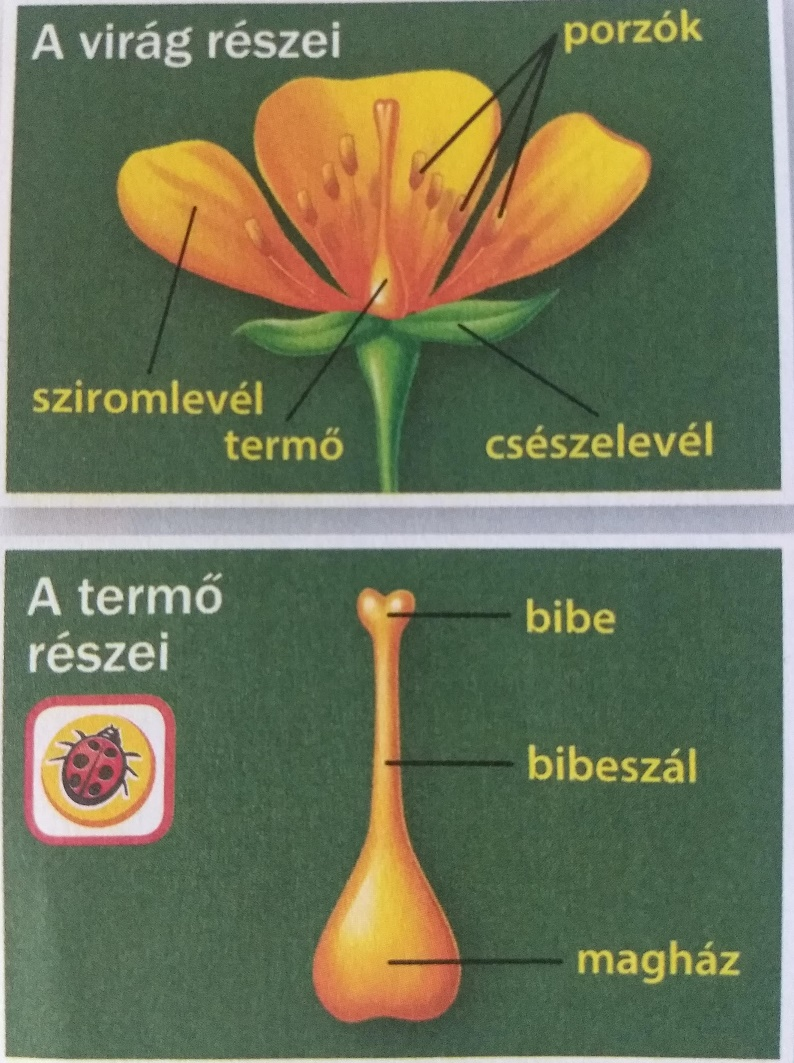 A virág részei
porzók
sziromlevél
termő
csészelevél
A termő
részei
bibe
bibeszál
magház